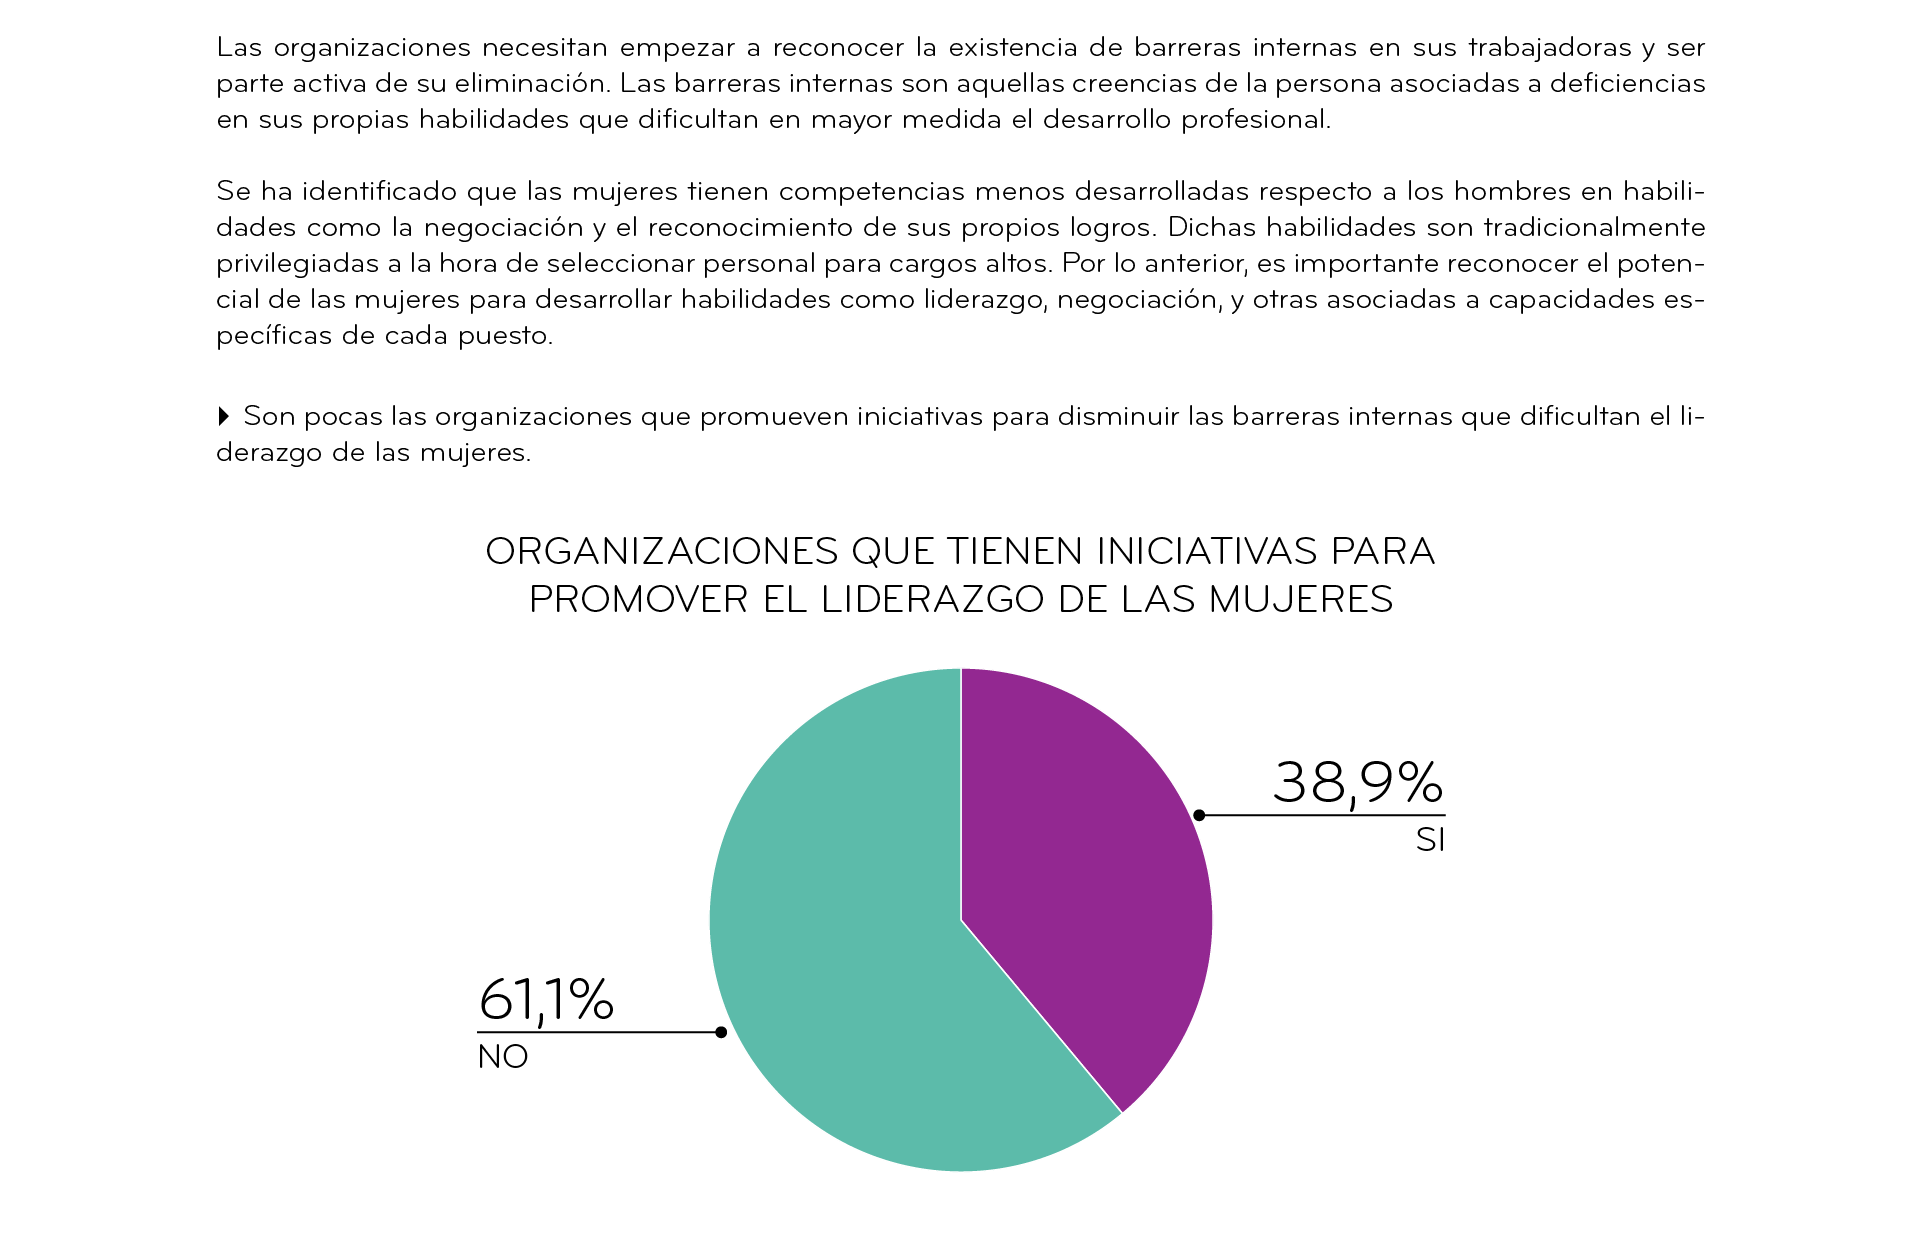 Las organizaciones necesitan empezar a reconocer la existencia de barreras internas en sus trabajadoras y ser
parte activa de su eliminación. Las barreras internas son aquellas creencias de la persona asociadas a deficiencias
en sus propias habilidades que dificultan en mayor medida el desarrollo profesional.
Se ha identificado que las mujeres tienen competencias menos desarrolladas respecto a los hombres en habili-
dades como la negociación y el reconocimiento de sus propios logros. Dichas habilidades son tradicionalmente
privilegiadas a la hora de seleccionar personal para cargos altos. Por lo anterior, es importante reconocer el poten-
cial de las mujeres para desarrollar habilidades como liderazgo, negociación, y otras asociadas a capacidades es-
pecíficas de cada puesto.
Son pocas las organizaciones que promueven iniciativas para disminuir las barreras internas que dificultan el li-
derazgo de las mujeres.
ORGANIZACIONES QUE TIENEN INICIATIVAS PARA
PROMOVER EL LIDERAZGO DE LAS MUJERES
38,9%
SI
61,1%
NO